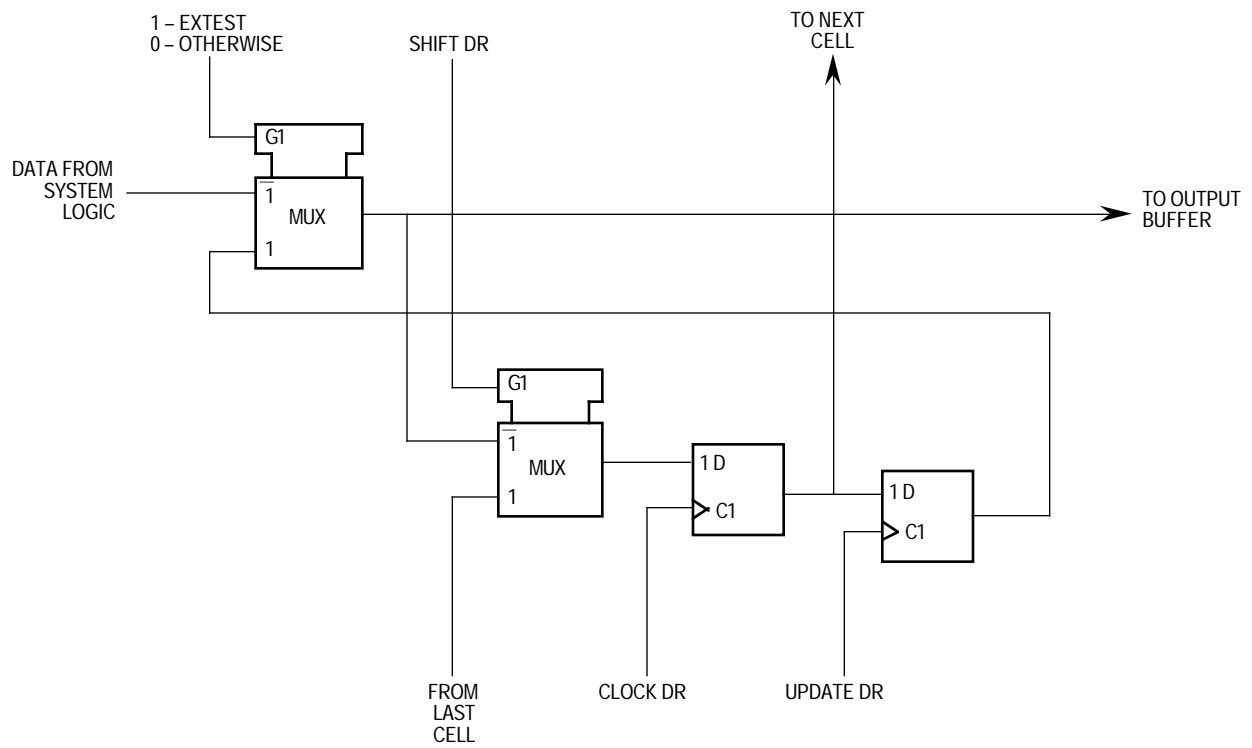 1 – EXTEST
0 – OTHERWISE
SHIFT DR
TO NEXT
CELL
G1
DATA FROM
SYSTEM
LOGIC
1̅
MUX
1
TO OUTPUT
BUFFER
G1
1̅
MUX
1
1 D
C1
1 D
C1
FROM
LAST
CELL
CLOCK DR
UPDATE DR